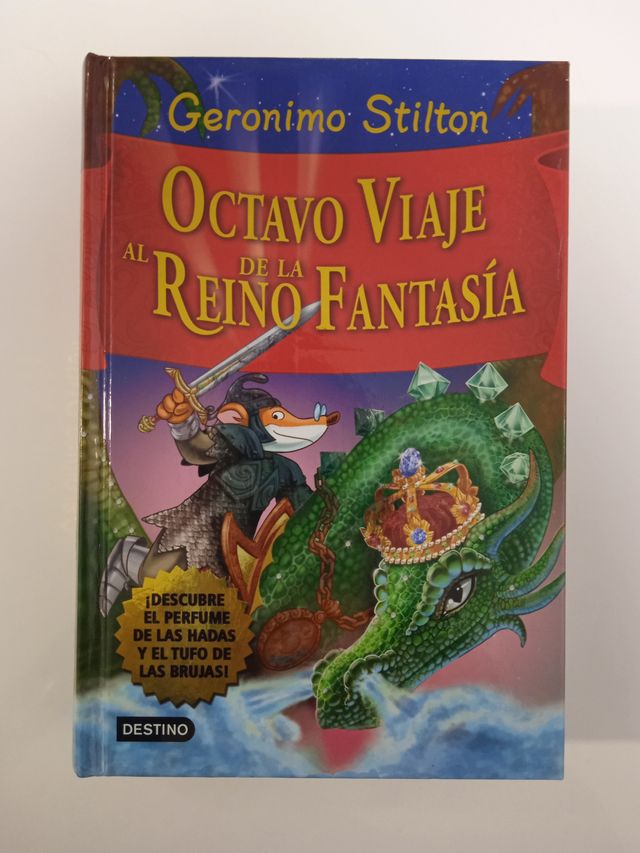 Geronimo Stilton
OCTAVO VIAJE
AL REINO DE LA FANTASÍA
¡DESCUBRE
EL PERFUME
DE LAS HADAS
Y EL TUFO DE
LAS BRUJAS!
DESTINO